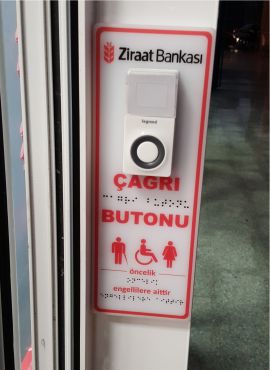 Ziraat Bankası
legrand
ÇAĞRI
BUTONU
öncelik
engellilere aittir